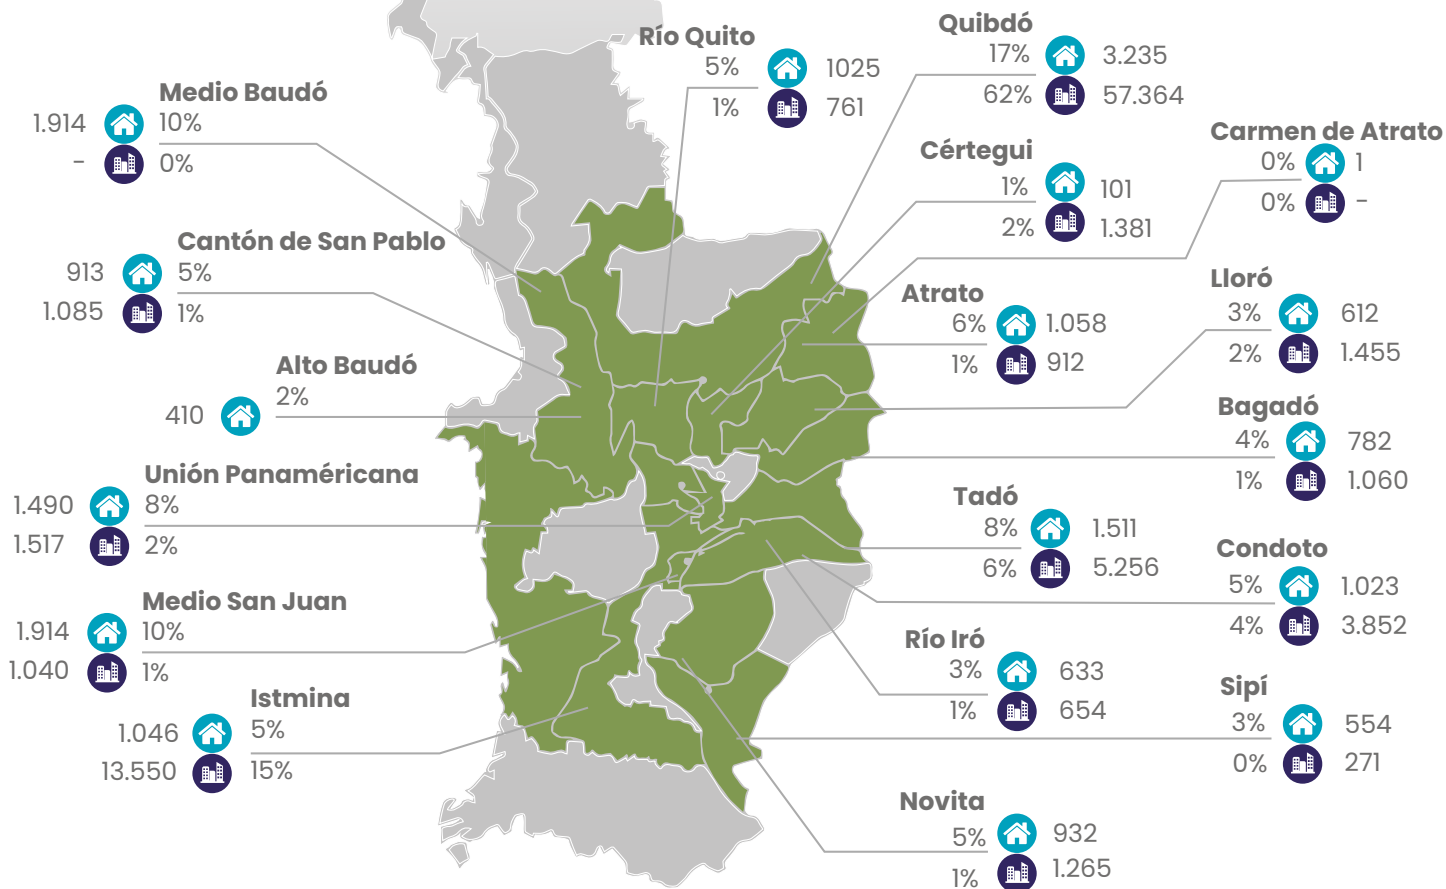 Medio Baudó
1.914 10%
- 0%
Cantón de San Pablo
913 5%
1.085 1%
Alto Baudó
410 2%
Unión Panaméricana
1.490 8%
1.517 2%
Medio San Juan
1.914 10%
1.040 1%
Istmina
1.046 5%
13.550 15%
Río Quito
5% 1025
1% 761
Quibdó
17% 3.235
62% 57.364
Cértegui
1% 101
2% 1.381
Carmen de Atrato
0% 1
0% -
Atrato
6% 1.058
1% 912
Lloró
3% 612
2% 1.455
Bagadó
4% 782
1% 1.060
Tadó
8% 1.511
6% 5.256
Condoto
5% 1.023
4% 3.852
Río Iró
3% 633
1% 654
Sipí
3% 554
0% 271
Novita
5% 932
1% 1.265